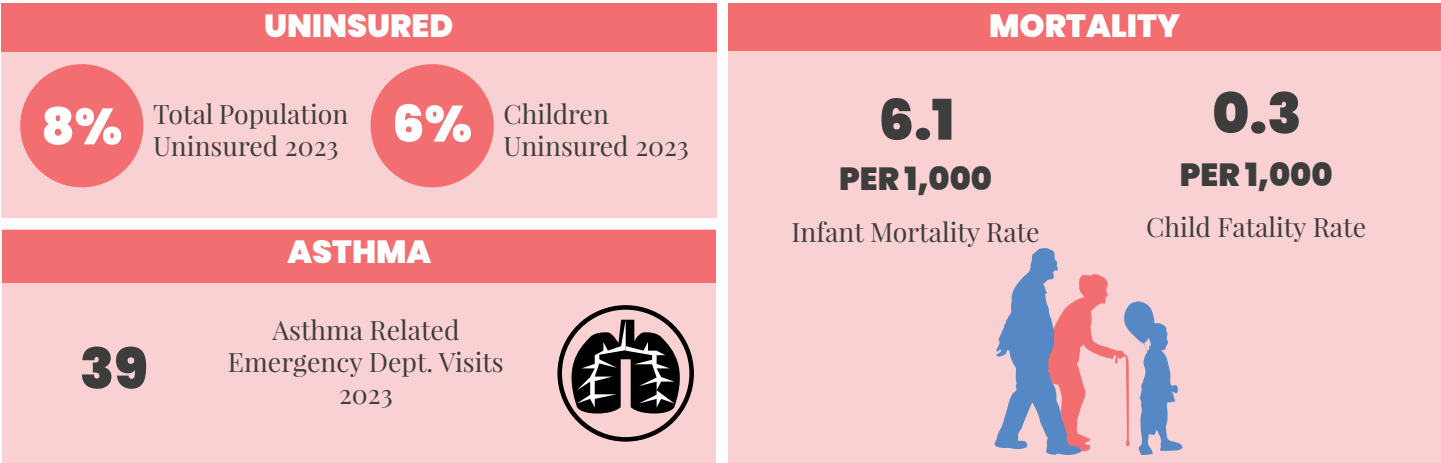 UNINSURED
8%
Total Population
Uninsured 2023
6%
Children
Uninsured 2023
ASTHMA
39
Asthma Related
Emergency Dept. Visits
2023
MORTALITY
6.1
PER 1,000
Infant Mortality Rate
0.3
PER 1,000
Child Fatality Rate